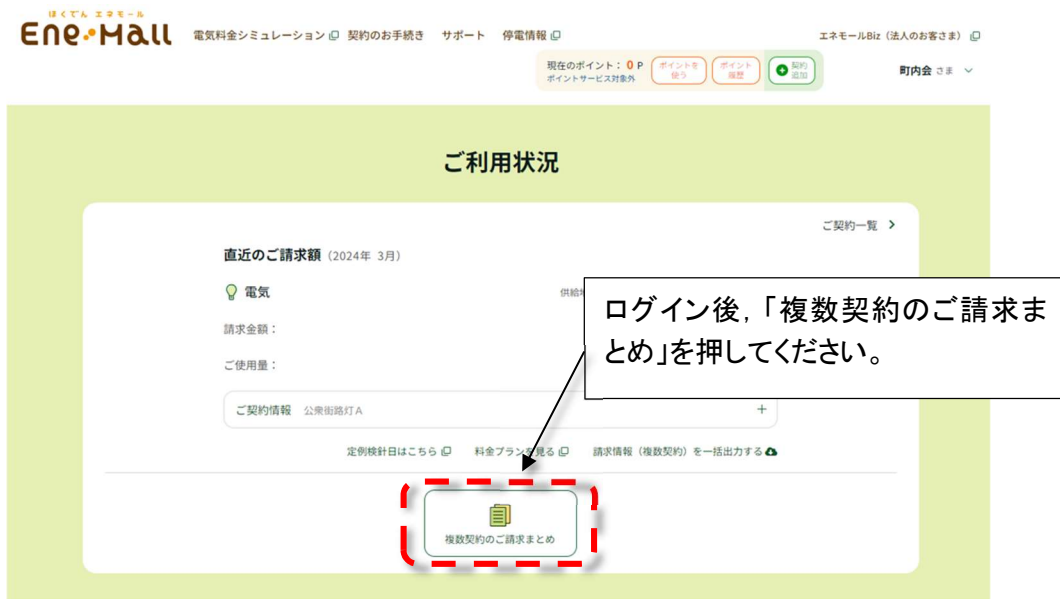 ほくでん エネモール
Ene・Mall
電気料金シミュレーション 契約のお手続き サポート 停電情報
エネモールBiz（法人のお客さま）
現在のポイント：0 P
ポイントサービス対象外
ポイントを
使う
ポイント
履歴
契約
追加
町内会 さま
ご利用状況
ご契約一覧
直近のご請求額（2024年 3月）
電気
供給
請求金額：
ご使用量：
ログイン後,「複数契約のご請求ま
とめ」を押してください。
ご契約情報 公衆街路灯A
+
定例検針日はこちら 料金プランを見る 請求情報（複数契約）を一括出力する
複数契約のご請求まとめ